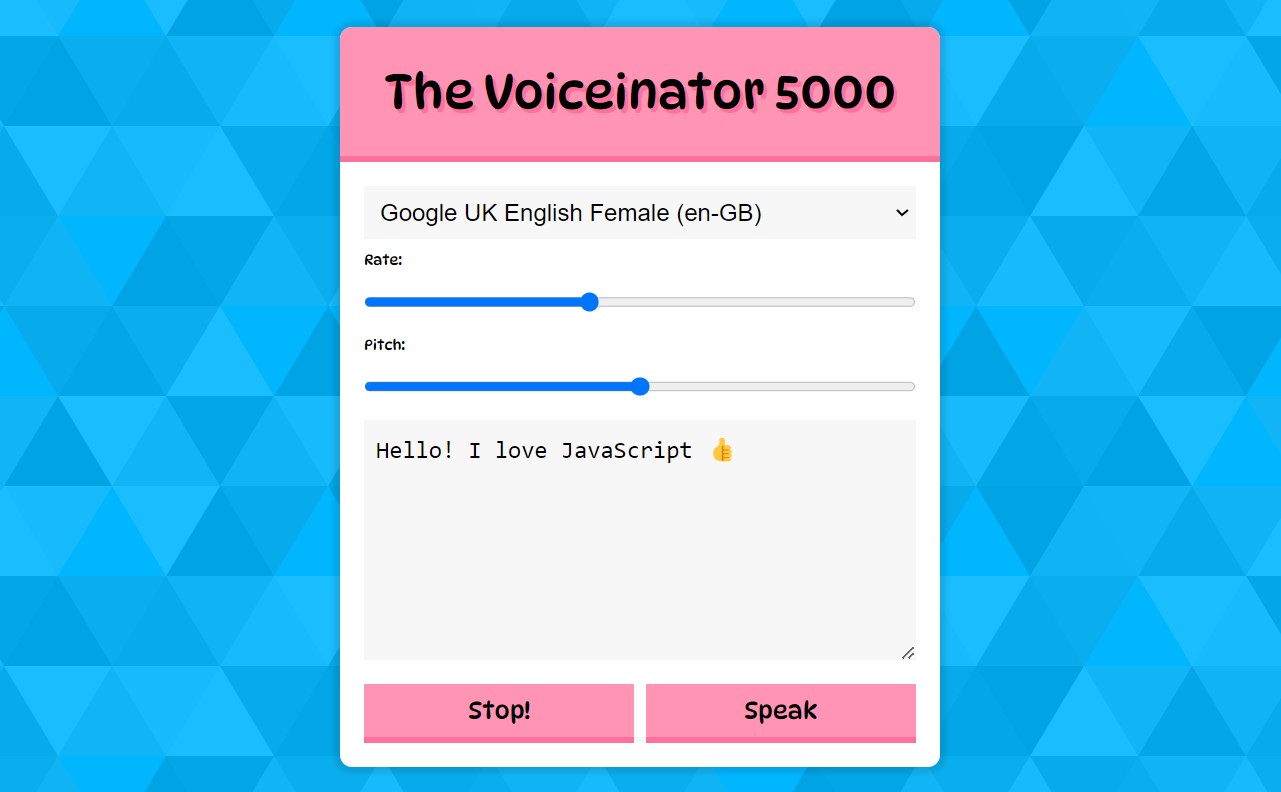 The Voiceinator 5000
Google UK English Female (en-GB)
Rate:
Pitch:
Hello! I love JavaScript 👍
Stop!
Speak